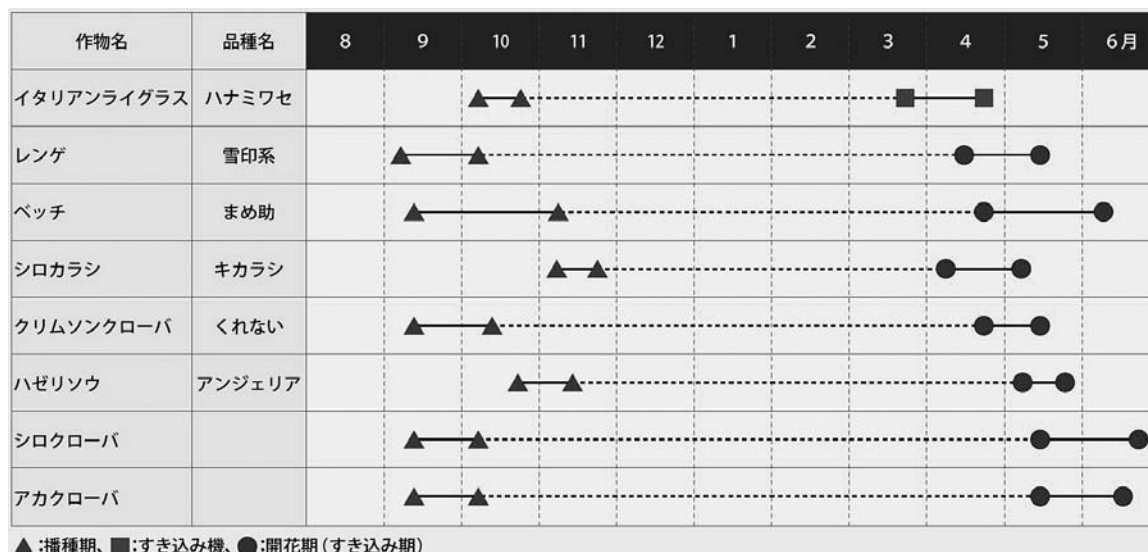 作物名 品種名 8 9 10 11 12 1 2 3 4 5 6月
イタリアンライグラス ハナミワセ
レンゲ 雪印系
ベッチ まめ助
シロカラシ キカラシ
クリムソンクローバ くれない
ハゼリソウ アンジェリア
シロクローバ
アカクローバ
▲:播種期、■:すき込み機、●:開花期(すき込み期)